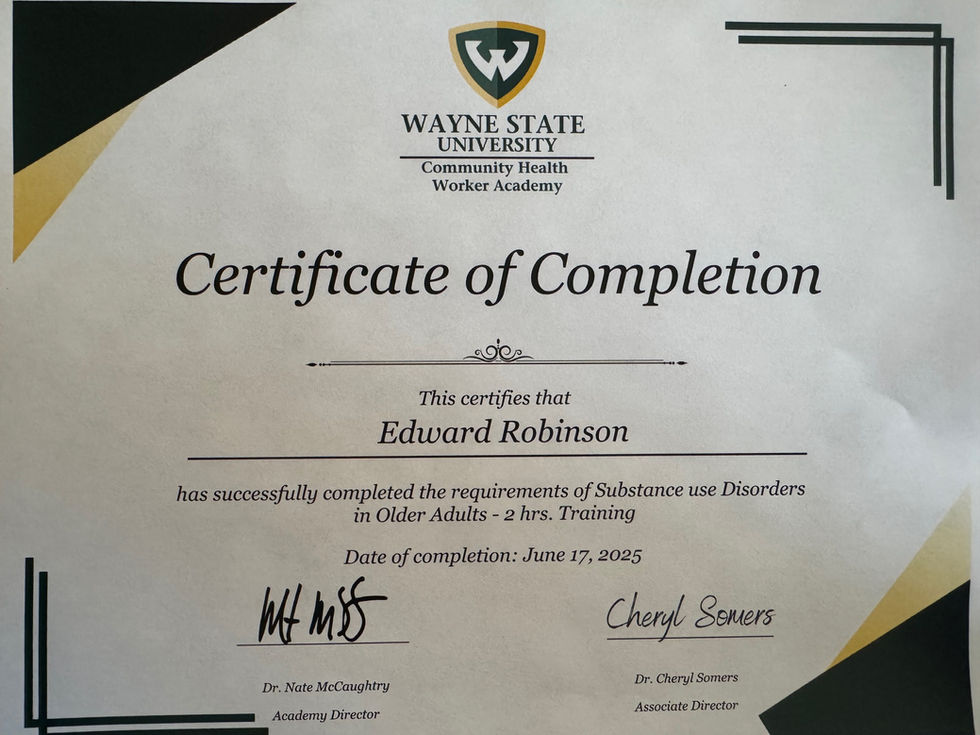 WAYNE STATE
UNIVERSITY
Community Health
Worker Academy
Certificate of Completion
This certifies that
Edward Robinson
has successfully completed the requirements of Substance use Disorders
in Older Adults - 2 hrs. Training
Date of completion: June 17, 2025
Cheryl Somers
Dr. Nate McCaughtry
Dr. Cheryl Somers
Academy Director
Associate Director